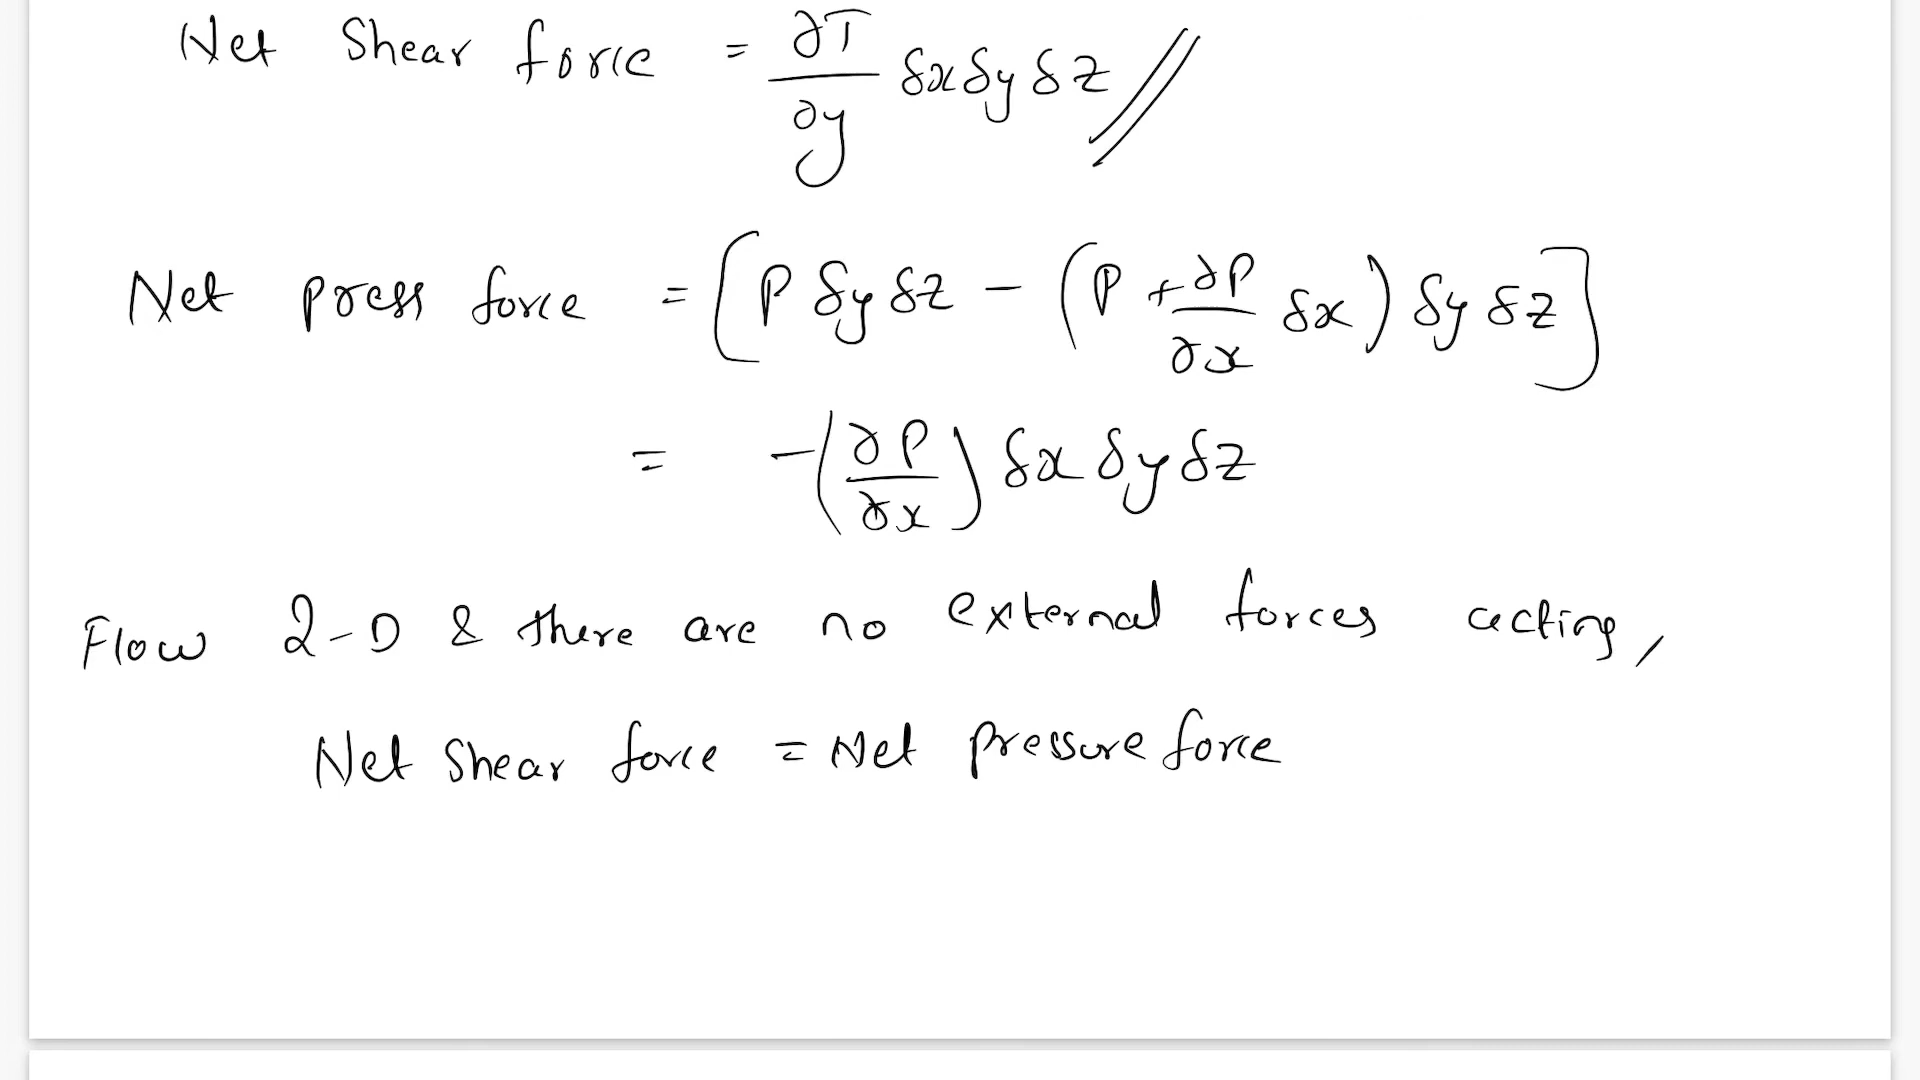 Net Shear force = ∂τ/∂y δx δy δz //
Net press force = [P δy δz - (P + ∂P/∂x δx) δy δz]
= -(∂P/∂x) δx δy δz
Flow 2-D & there are no external forces acting,
Net Shear force = Net pressure force